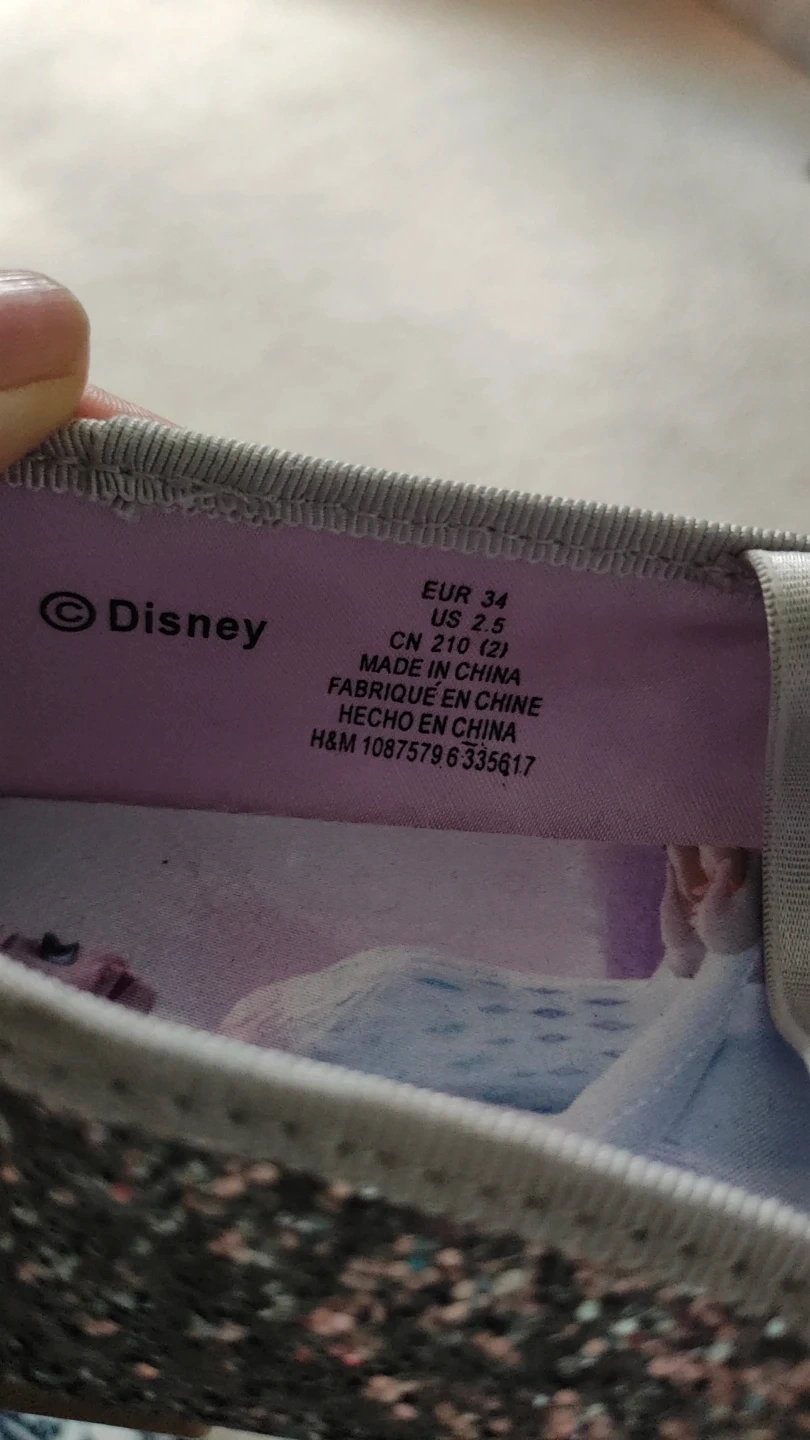 © Disney
EUR 34
US 2.5
CN 210 (2)
MADE IN CHINA
FABRIQUÉ EN CHINE
HECHO EN CHINA
H&M 1087579 6 335617